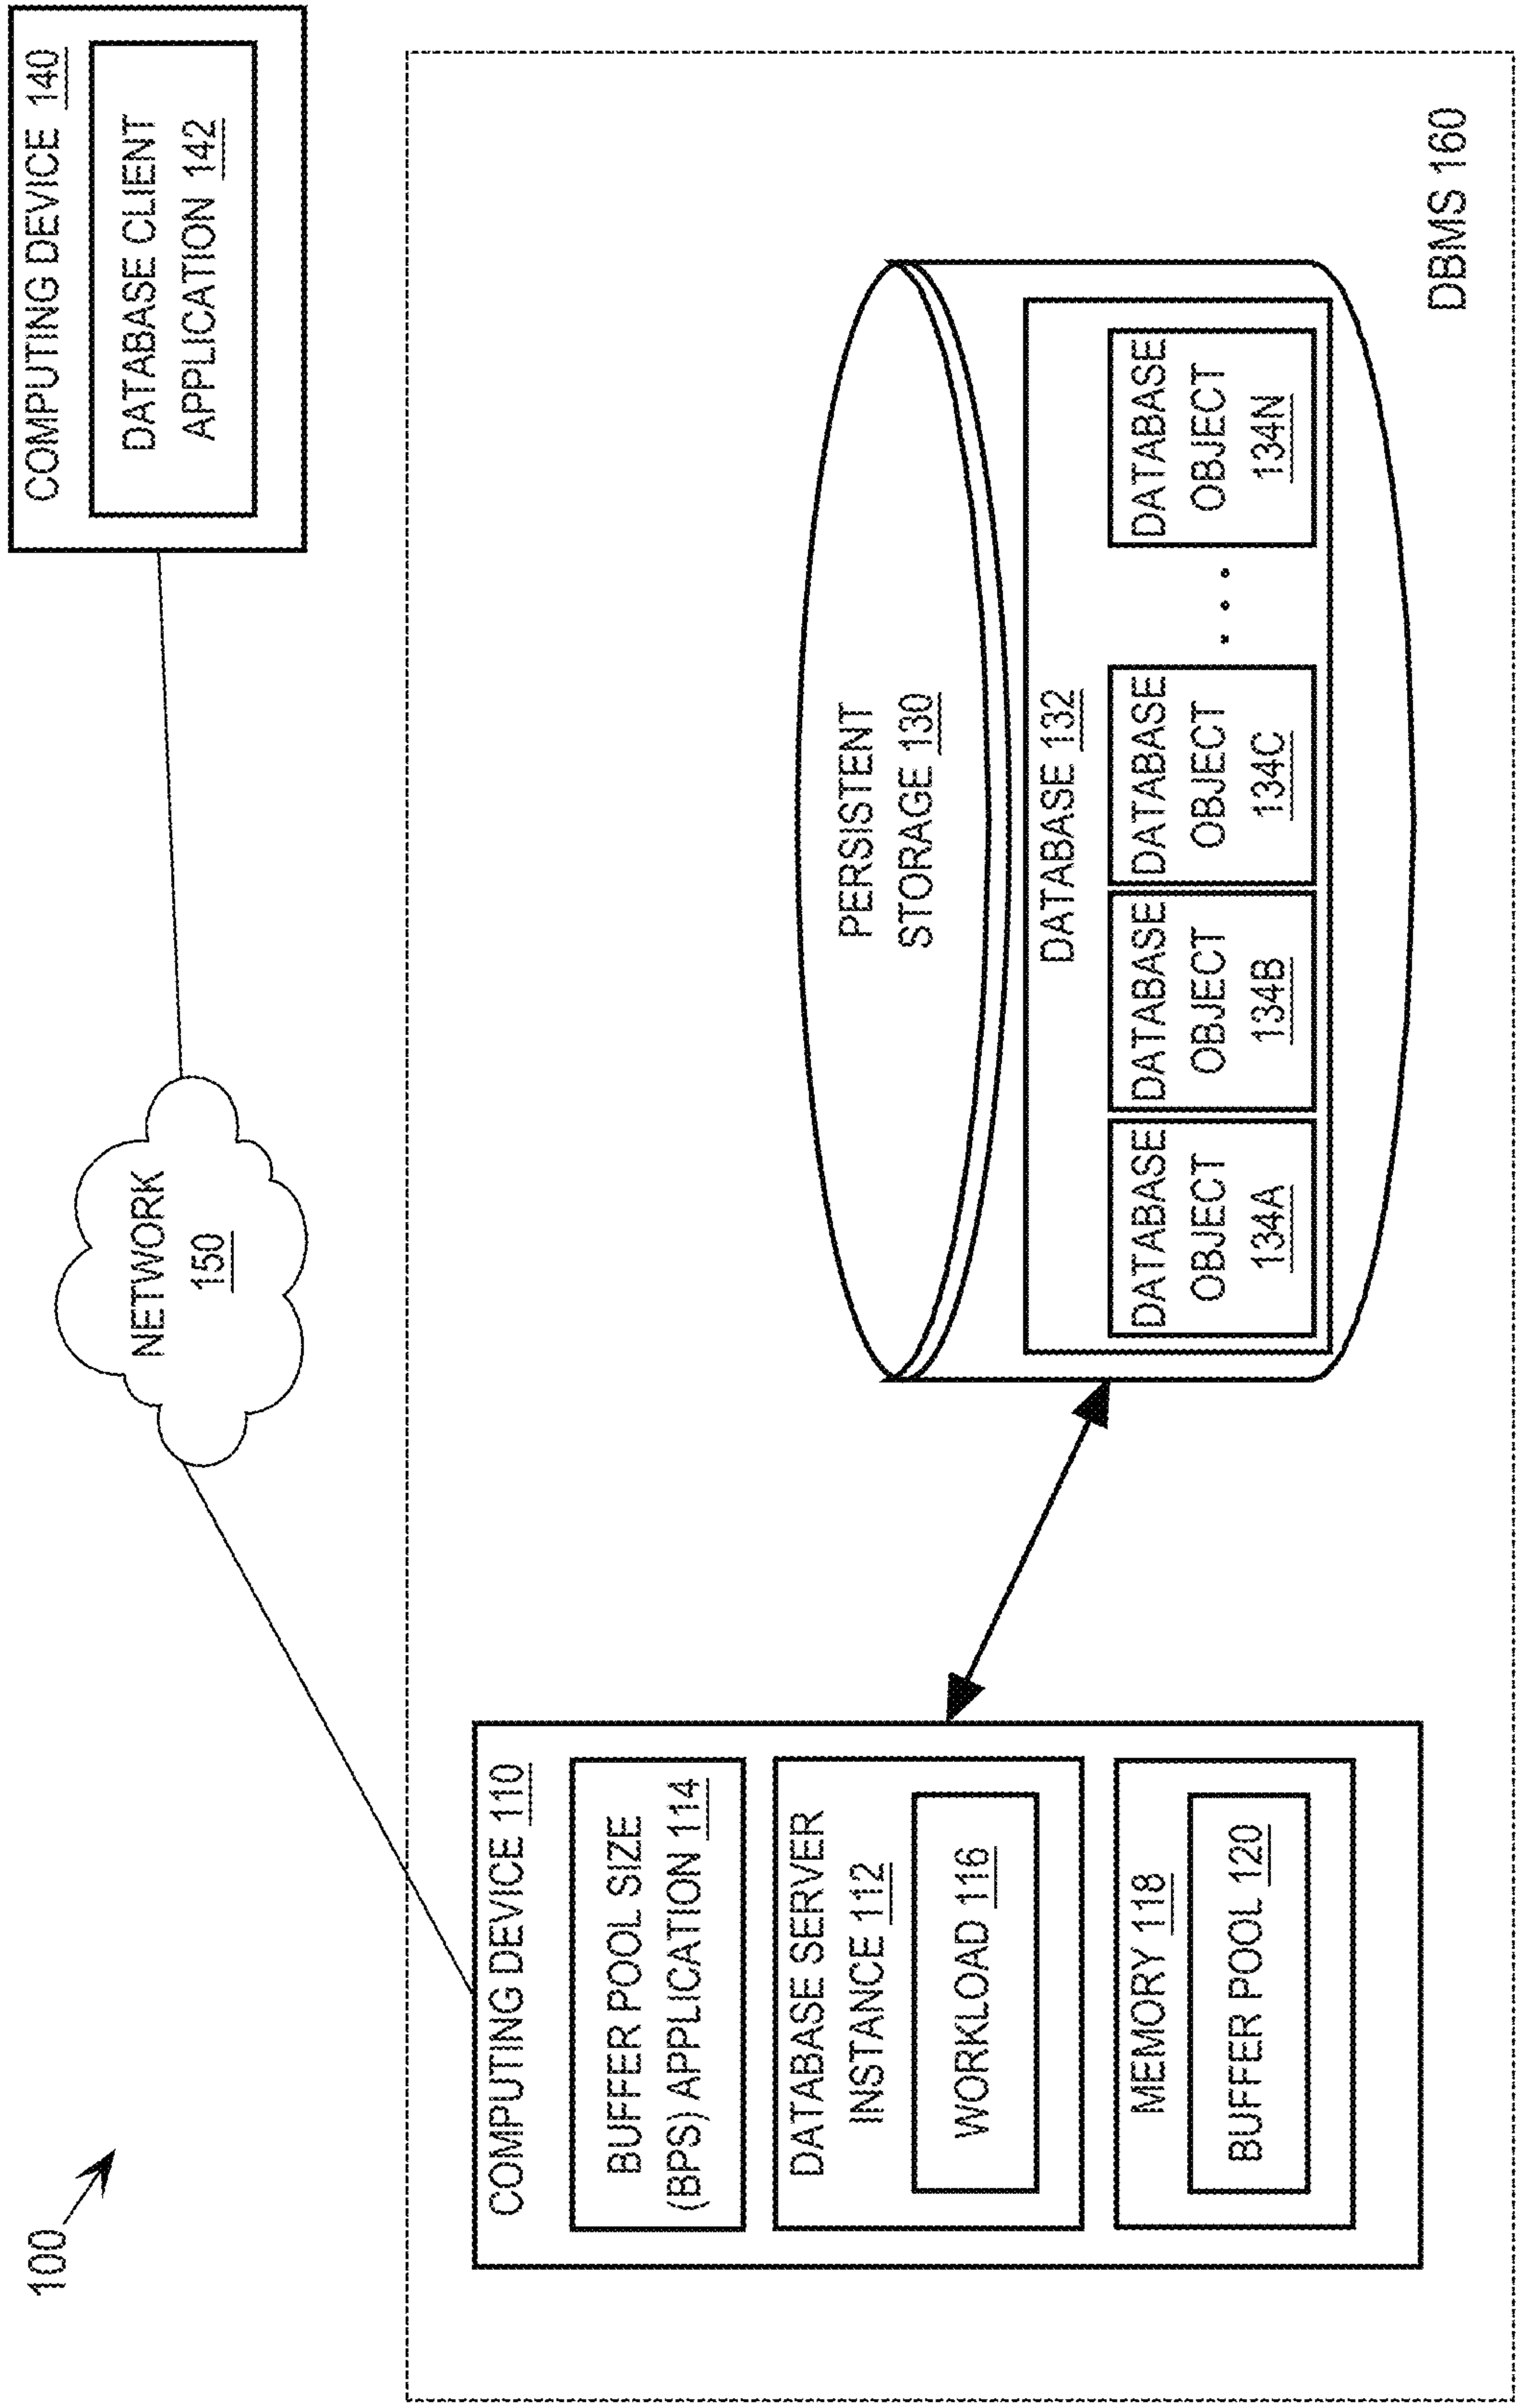 100
COMPUTING DEVICE 110
BUFFER POOL SIZE
(BPS) APPLICATION 114
DATABASE SERVER
INSTANCE 112
WORKLOAD 116
MEMORY 118
BUFFER POOL 120
NETWORK
150
COMPUTING DEVICE 140
DATABASE CLIENT
APPLICATION 142
PERSISTENT
STORAGE 130
DATABASE 132
DATABASE
OBJECT
134A
DATABASE
OBJECT
134B
DATABASE
OBJECT
134C
. . .
DATABASE
OBJECT
134N
DBMS 160